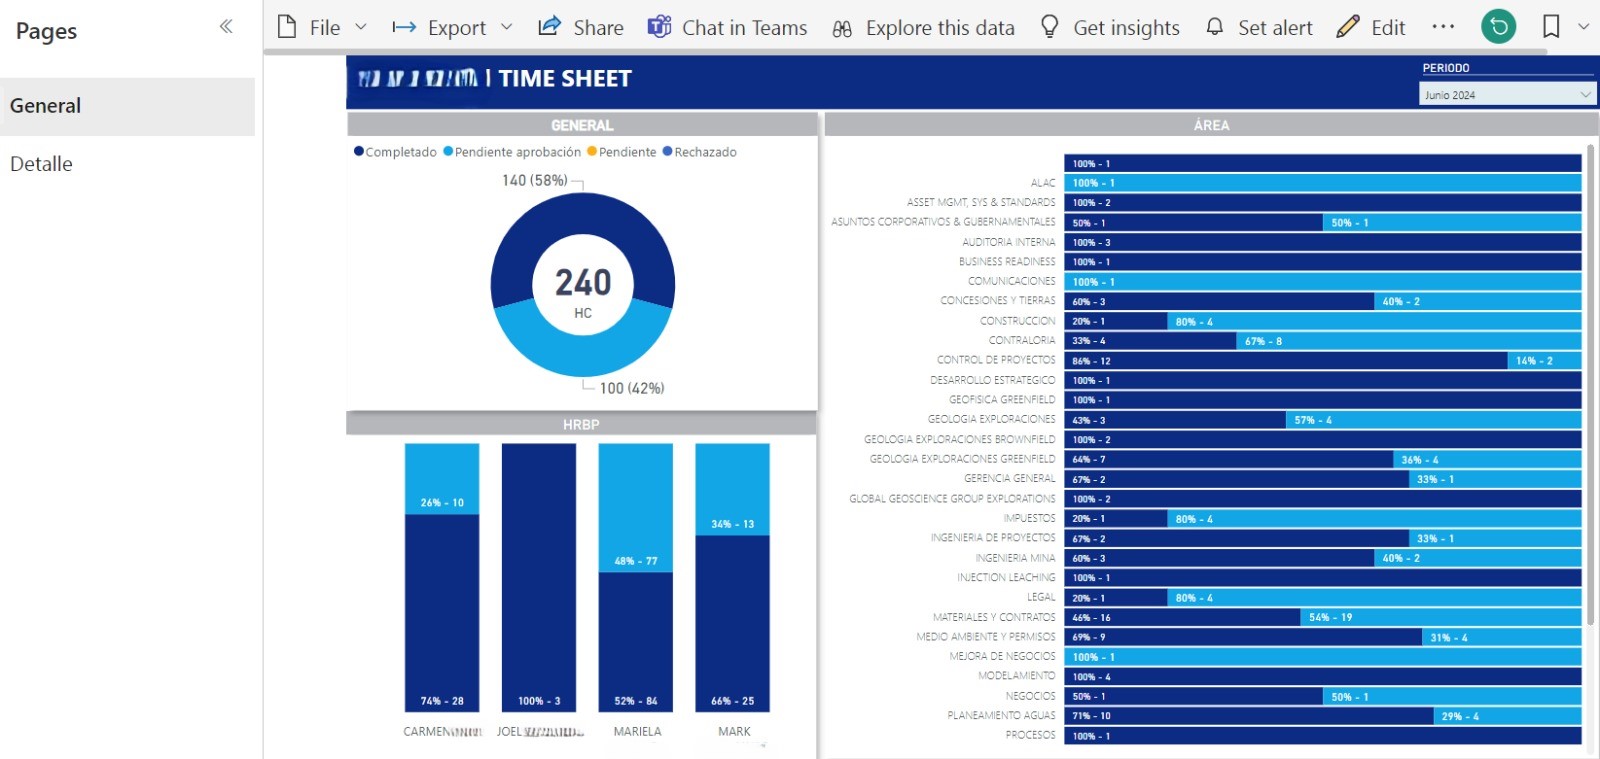 Pages
General
Detalle
File
Export
Share
Chat in Teams
Explore this data
Get insights
Set alert
Edit
| TIME SHEET
PERIODO
Junio 2024
GENERAL
Completado
Pendiente aprobación
Pendiente
Rechazado
140 (58%)
240
HC
100 (42%)
HRBP
26% - 10
74% - 28
CARMEN
100% - 3
JOEL
48% - 77
52% - 84
MARIELA
34% - 13
66% - 25
MARK
ÁREA
100% - 1
ALAC 100% - 1
ASSET MGMT, SYS & STANDARDS 100% - 2
ASUNTOS CORPORATIVOS & GUBERNAMENTALES 50% - 1 50% - 1
AUDITORIA INTERNA 100% - 3
BUSINESS READINESS 100% - 1
COMUNICACIONES 100% - 1
CONCESIONES Y TIERRAS 60% - 3 40% - 2
CONSTRUCCION 20% - 1 80% - 4
CONTRALORIA 33% - 4 67% - 8
CONTROL DE PROYECTOS 86% - 12 14% - 2
DESARROLLO ESTRATEGICO 100% - 1
GEOFISICA GREENFIELD 100% - 1
GEOLOGIA EXPLORACIONES 43% - 3 57% - 4
GEOLOGIA EXPLORACIONES BROWNFIELD 100% - 2
GEOLOGIA EXPLORACIONES GREENFIELD 64% - 7 36% - 4
GERENCIA GENERAL 67% - 2 33% - 1
GLOBAL GEOSCIENCE GROUP EXPLORATIONS 100% - 2
IMPUESTOS 20% - 1 80% - 4
INGENIERIA DE PROYECTOS 67% - 2 33% - 1
INGENIERIA MINA 60% - 3 40% - 2
INJECTION LEACHING 100% - 1
LEGAL 20% - 1 80% - 4
MATERIALES Y CONTRATOS 46% - 16 54% - 19
MEDIO AMBIENTE Y PERMISOS 69% - 9 31% - 4
MEJORA DE NEGOCIOS 100% - 1
MODELAMIENTO 100% - 4
NEGOCIOS 50% - 1 50% - 1
PLANEAMIENTO AGUAS 71% - 10 29% - 4
PROCESOS 100% - 1